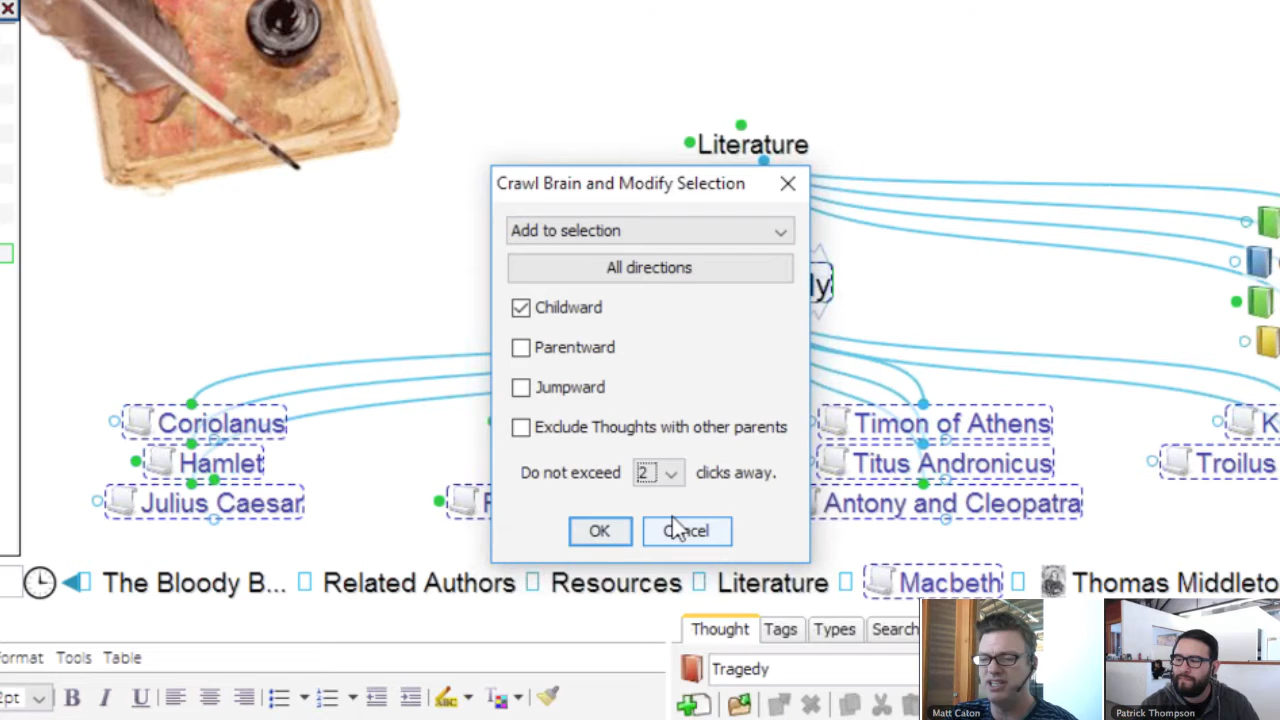 Literature
Crawl Brain and Modify Selection
Add to selection
All directions
Childward
Parentward
Jumpward
Exclude Thoughts with other parents
Do not exceed 2 clicks away.
OK Cancel
ly
Coriolanus
Hamlet
Julius Caesar
Timon of Athens
Titus Andronicus
Antony and Cleopatra
K
Troilus
The Bloody B... Related Authors Resources Literature Macbeth Thomas Middleto
Thought Tags Types Search
Format Tools Table
Tragedy
2pt B I U
Matt Caton
Patrick Thompson